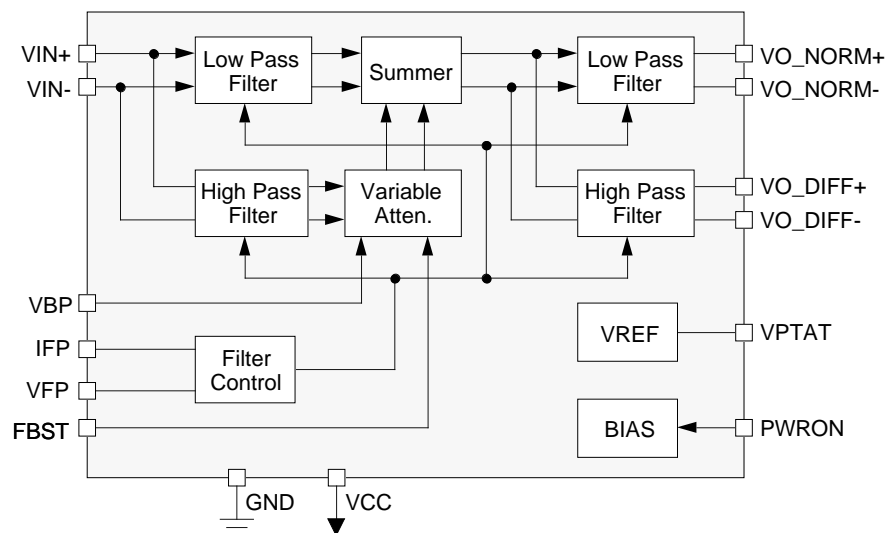 VIN+
VIN-
Low Pass
Filter
Summer
Low Pass
Filter
VO_NORM+
VO_NORM-
High Pass
Filter
Variable
Atten.
High Pass
Filter
VO_DIFF+
VO_DIFF-
VBP
IFP
VFP
FBST
Filter
Control
VREF
VPTAT
BIAS
PWRON
GND
VCC